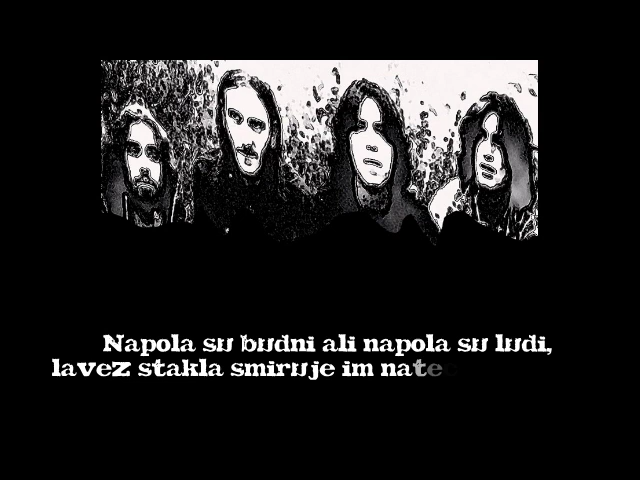 Napola su budni ali napola su ludi,
lavez stakla smiruje im nate